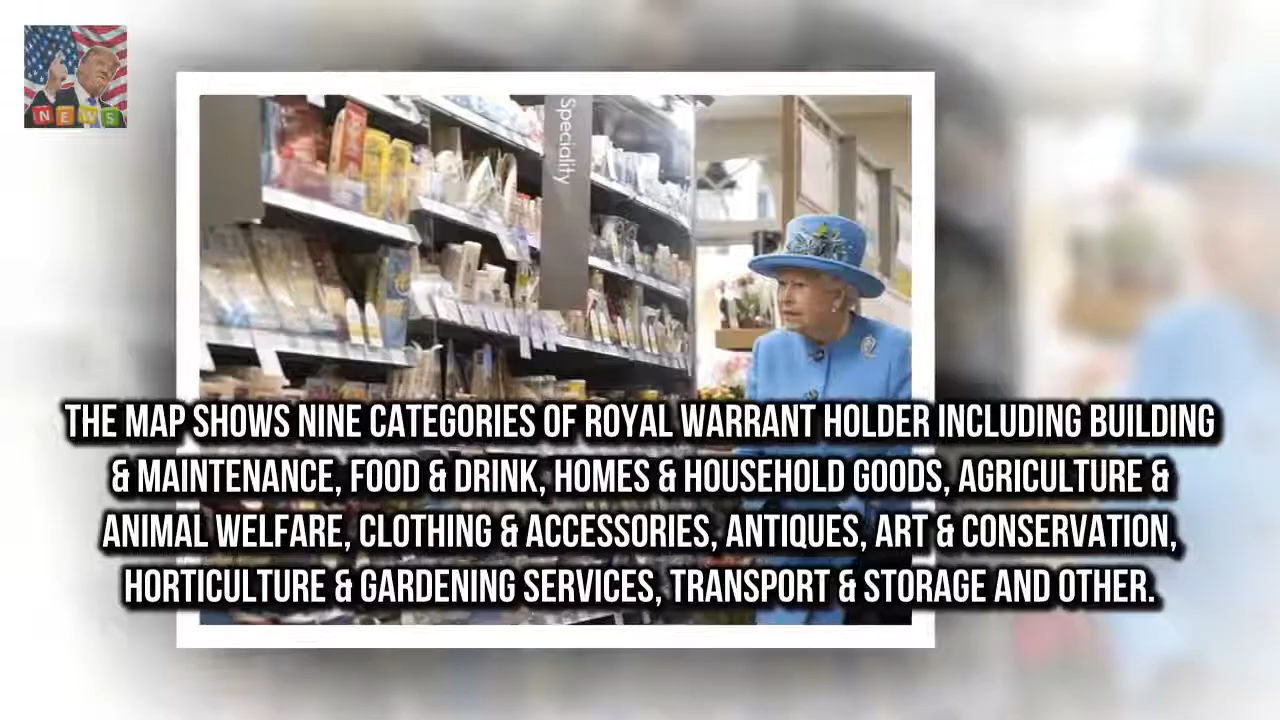 NEWS
Speciality
THE MAP SHOWS NINE CATEGORIES OF ROYAL WARRANT HOLDER INCLUDING BUILDING
& MAINTENANCE, FOOD & DRINK, HOMES & HOUSEHOLD GOODS, AGRICULTURE &
ANIMAL WELFARE, CLOTHING & ACCESSORIES, ANTIQUES, ART & CONSERVATION,
HORTICULTURE & GARDENING SERVICES, TRANSPORT & STORAGE AND OTHER.